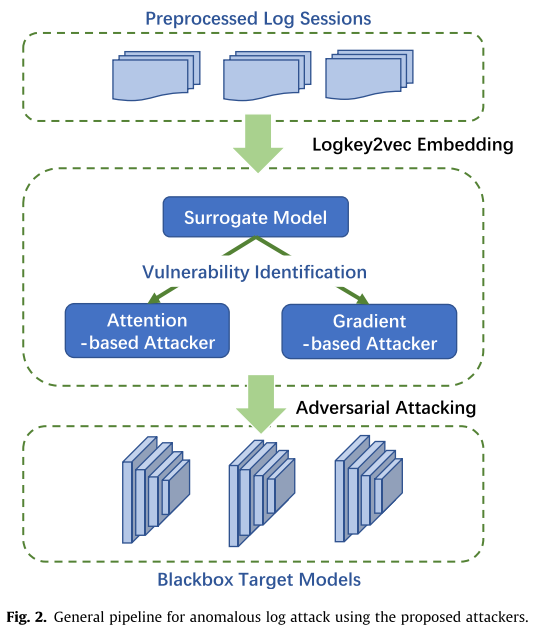 Preprocessed Log Sessions
Logkey2vec Embedding
Surrogate Model
Vulnerability Identification
Attention
-based Attacker
Gradient
-based Attacker
Adversarial Attacking
Blackbox Target Models
Fig. 2. General pipeline for anomalous log attack using the proposed attackers.